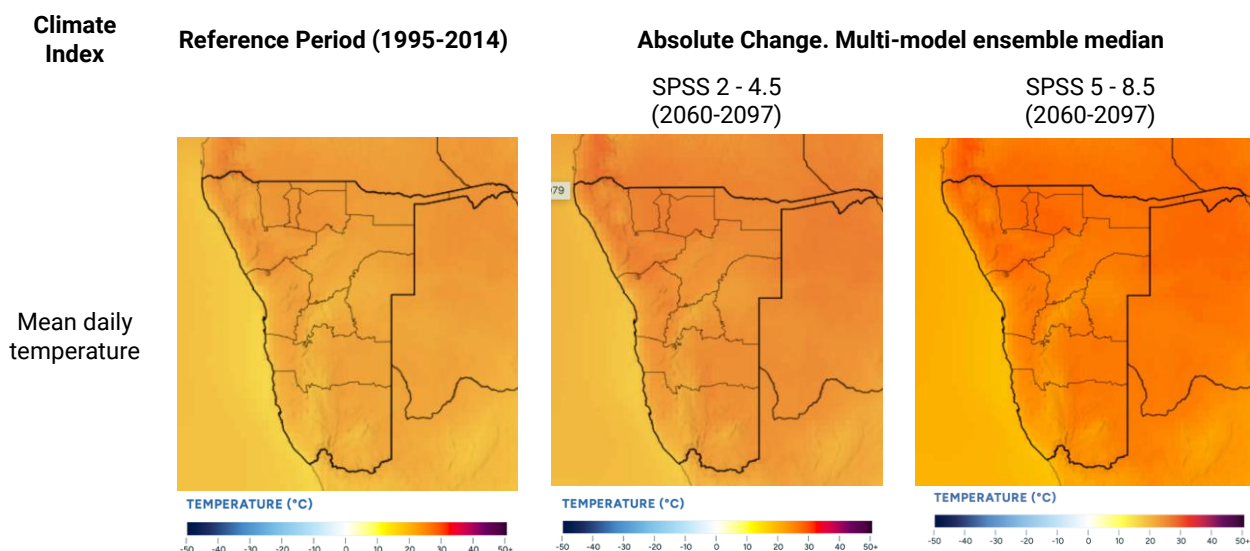 Climate
Index
Reference Period (1995-2014)
Absolute Change. Multi-model ensemble median
SPSS 2 - 4.5
(2060-2097)
SPSS 5 - 8.5
(2060-2097)
979
Mean daily
temperature
TEMPERATURE (°C)
-50 -40 -30 -20 -10 0 10 20 30 40 50+
TEMPERATURE (°C)
-50 -40 -30 -20 -10 0 10 20 30 40 50+
TEMPERATURE (°C)
-50 -40 -30 -20 -10 0 10 20 30 40 50+